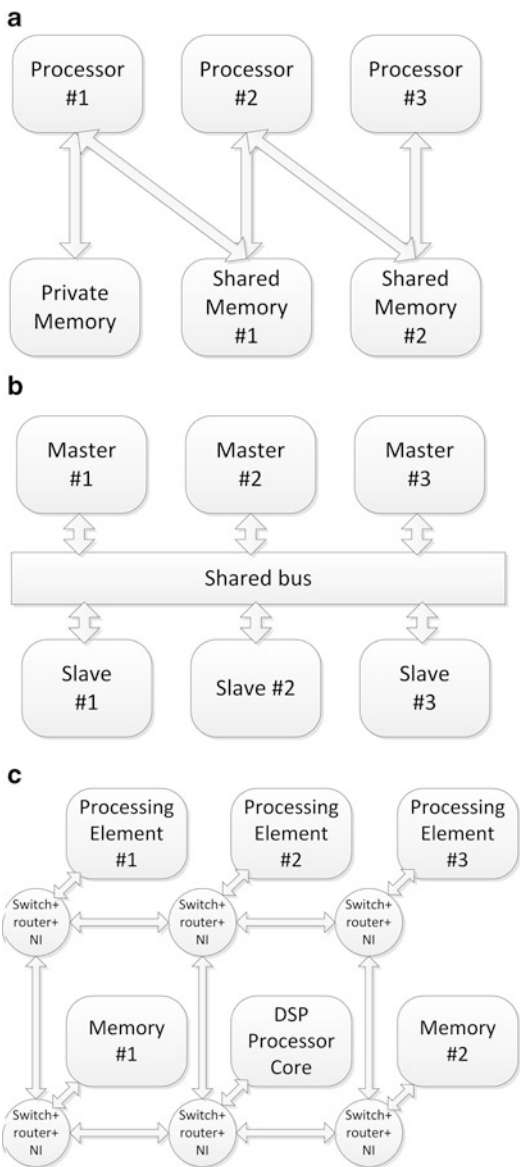 a
Processor
#1
Processor
#2
Processor
#3
Private
Memory
Shared
Memory
#1
Shared
Memory
#2
b
Master
#1
Master
#2
Master
#3
Shared bus
Slave
#1
Slave #2
Slave
#3
c
Processing
Element
#1
Processing
Element
#2
Processing
Element
#3
Switch+
router+
NI
Switch+
router+
NI
Switch+
router+
NI
Memory
#1
DSP
Processor
Core
Memory
#2
Switch+
router+
NI
Switch+
router+
NI
Switch+
router+
NI